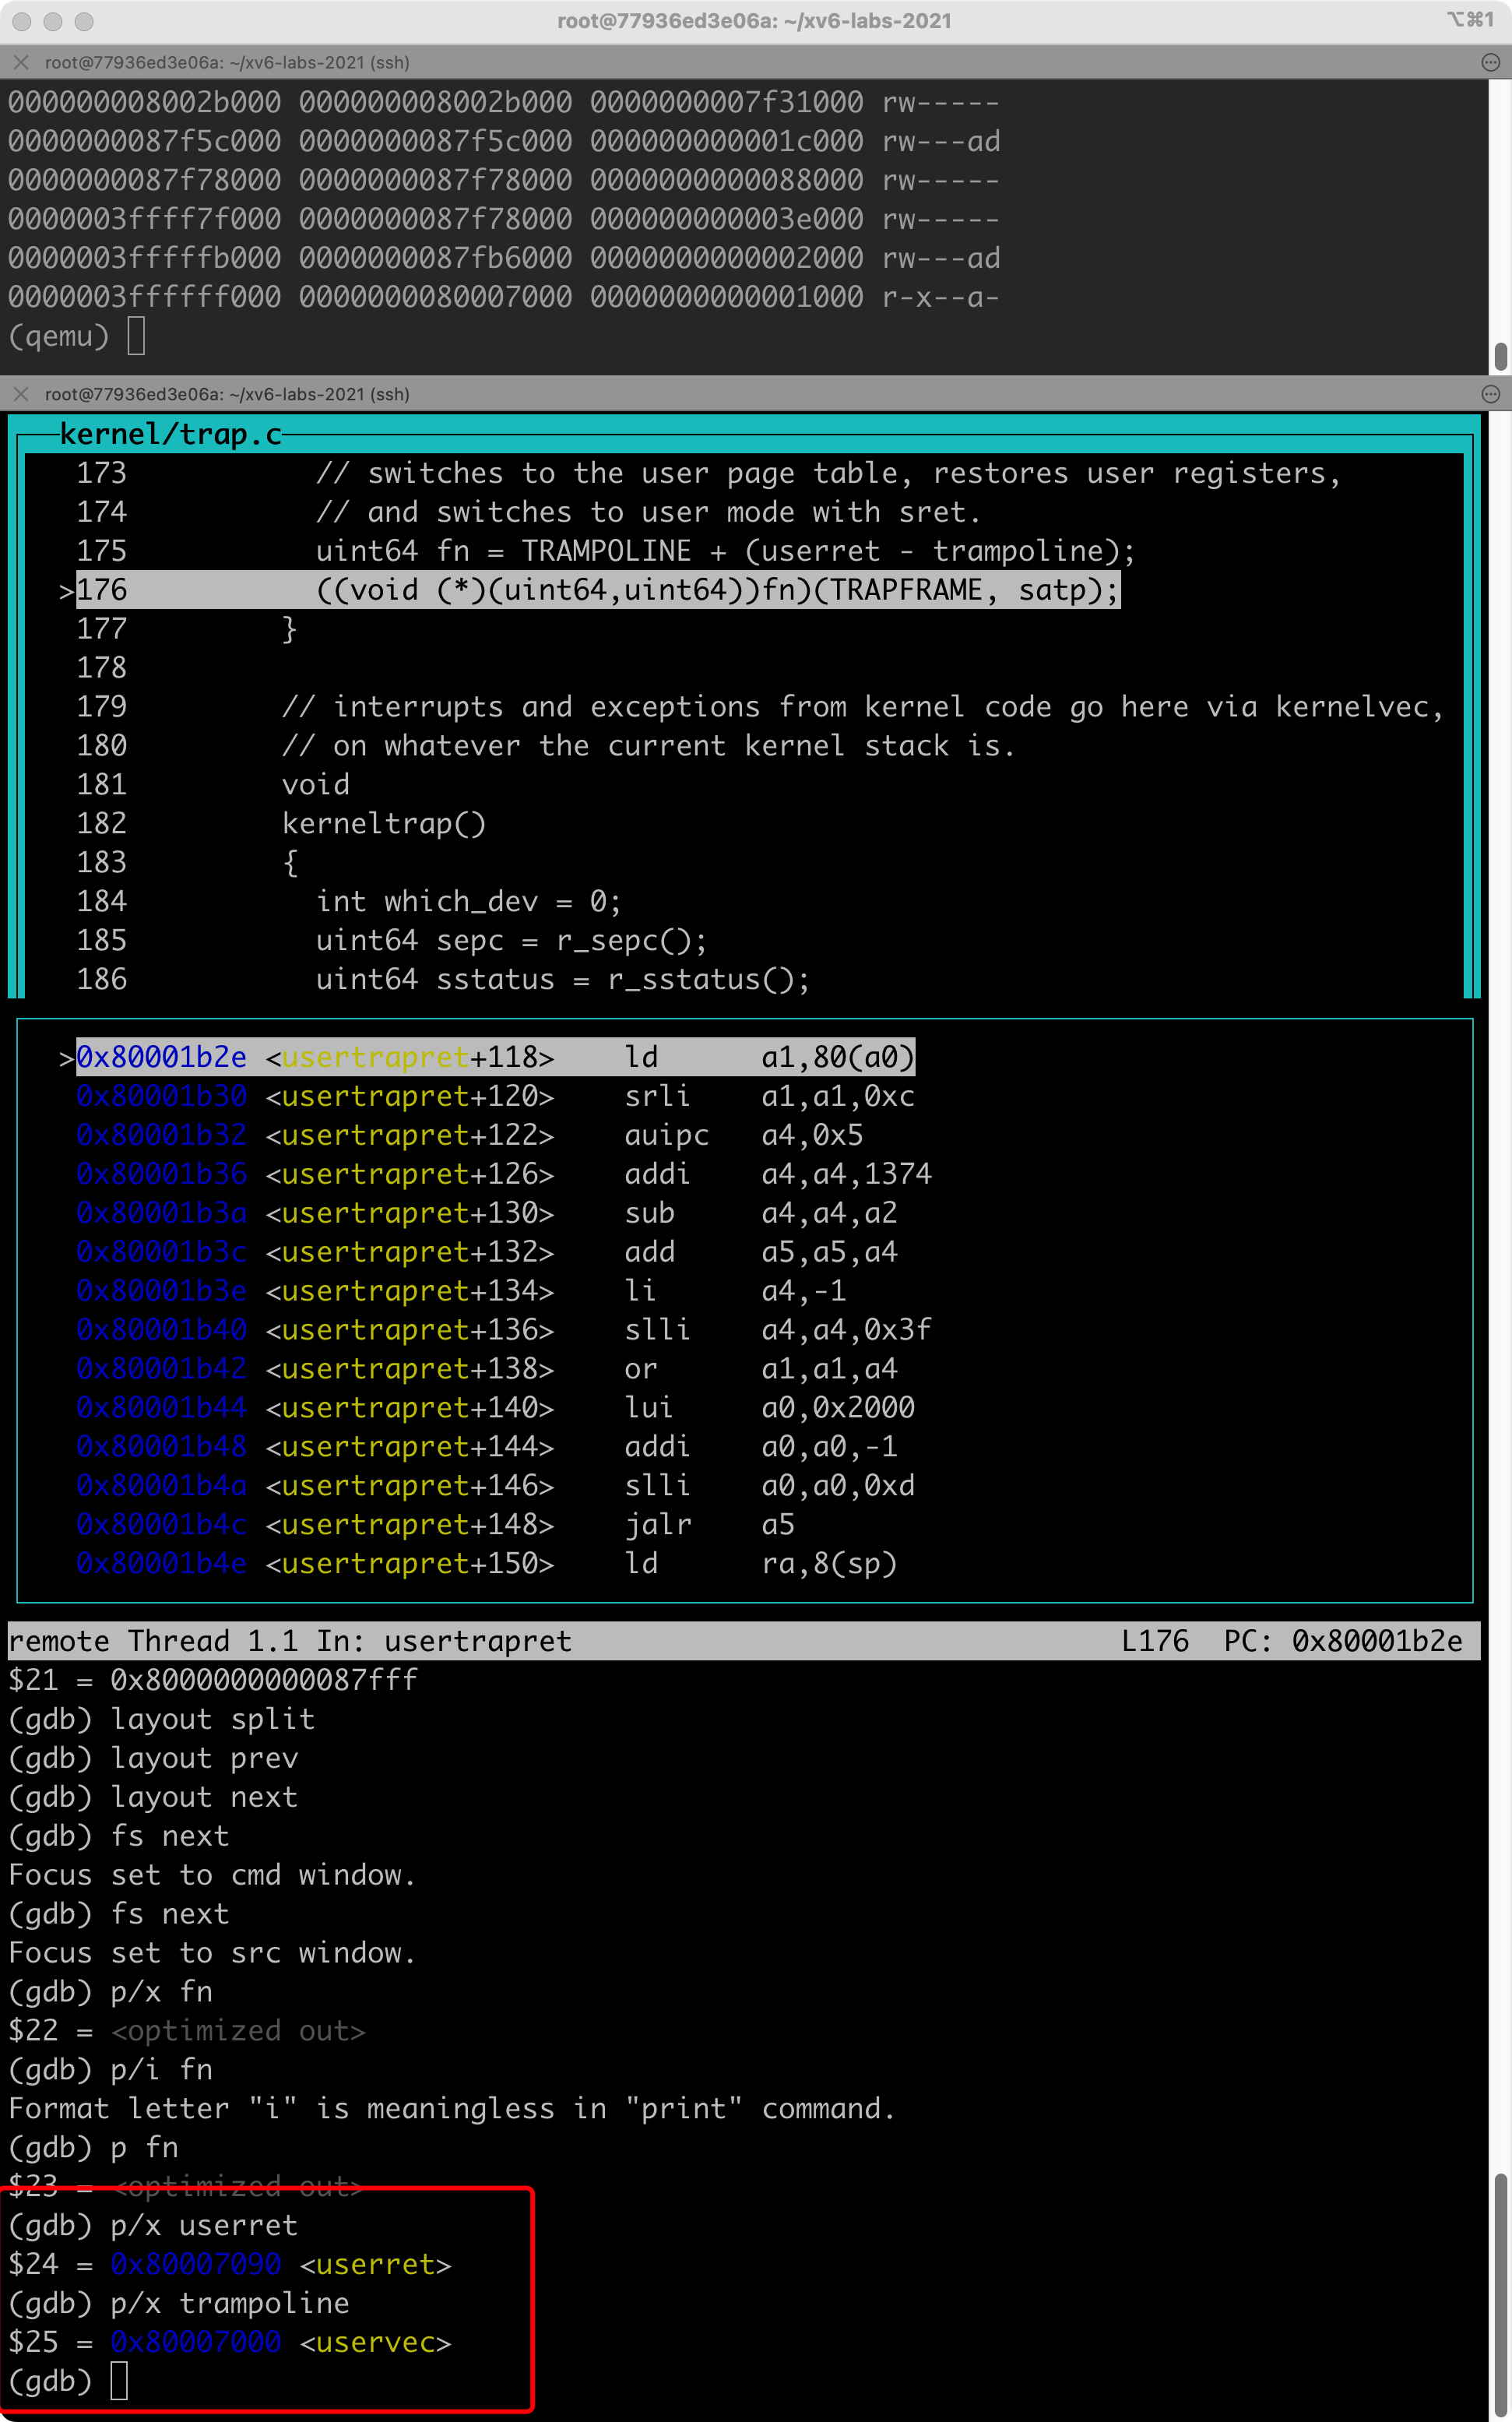 root@77936ed3e06a: ~/xv6-labs-2021 ⌥⌘1
root@77936ed3e06a: ~/xv6-labs-2021 (ssh)
000000008002b000 000000008002b000 0000000007f31000 rw-----
0000000087f5c000 0000000087f5c000 000000000001c000 rw---ad
0000000087f78000 0000000087f78000 0000000000088000 rw-----
0000003ffff7f000 0000000087f78000 000000000003e000 rw-----
0000003fffffb000 0000000087fb6000 0000000000002000 rw---ad
0000003ffffff000 0000000080007000 0000000000001000 r-x--a-
(qemu)
root@77936ed3e06a: ~/xv6-labs-2021 (ssh)
kernel/trap.c
173 // switches to the user page table, restores user registers,
174 // and switches to user mode with sret.
175 uint64 fn = TRAMPOLINE + (userret - trampoline);
>176 ((void (*)(uint64,uint64))fn)(TRAPFRAME, satp);
177 }
178
179 // interrupts and exceptions from kernel code go here via kernelvec,
180 // on whatever the current kernel stack is.
181 void
182 kerneltrap()
183 {
184 int which_dev = 0;
185 uint64 sepc = r_sepc();
186 uint64 sstatus = r_sstatus();
>0x80001b2e <usertrapret+118> ld a1,80(a0)
0x80001b30 <usertrapret+120> srli a1,a1,0xc
0x80001b32 <usertrapret+122> auipc a4,0x5
0x80001b36 <usertrapret+126> addi a4,a4,1374
0x80001b3a <usertrapret+130> sub a4,a4,a2
0x80001b3c <usertrapret+132> add a5,a5,a4
0x80001b3e <usertrapret+134> li a4,-1
0x80001b40 <usertrapret+136> slli a4,a4,0x3f
0x80001b42 <usertrapret+138> or a1,a1,a4
0x80001b44 <usertrapret+140> lui a0,0x2000
0x80001b48 <usertrapret+144> addi a0,a0,-1
0x80001b4a <usertrapret+146> slli a0,a0,0xd
0x80001b4c <usertrapret+148> jalr a5
0x80001b4e <usertrapret+150> ld ra,8(sp)
remote Thread 1.1 In: usertrapret L176 PC: 0x80001b2e
$21 = 0x8000000000087fff
(gdb) layout split
(gdb) layout prev
(gdb) layout next
(gdb) fs next
Focus set to cmd window.
(gdb) fs next
Focus set to src window.
(gdb) p/x fn
$22 = <optimized out>
(gdb) p/i fn
Format letter "i" is meaningless in "print" command.
(gdb) p fn
$23 = <optimized out>
(gdb) p/x userret
$24 = 0x80007090 <userret>
(gdb) p/x trampoline
$25 = 0x80007000 <uservec>
(gdb)